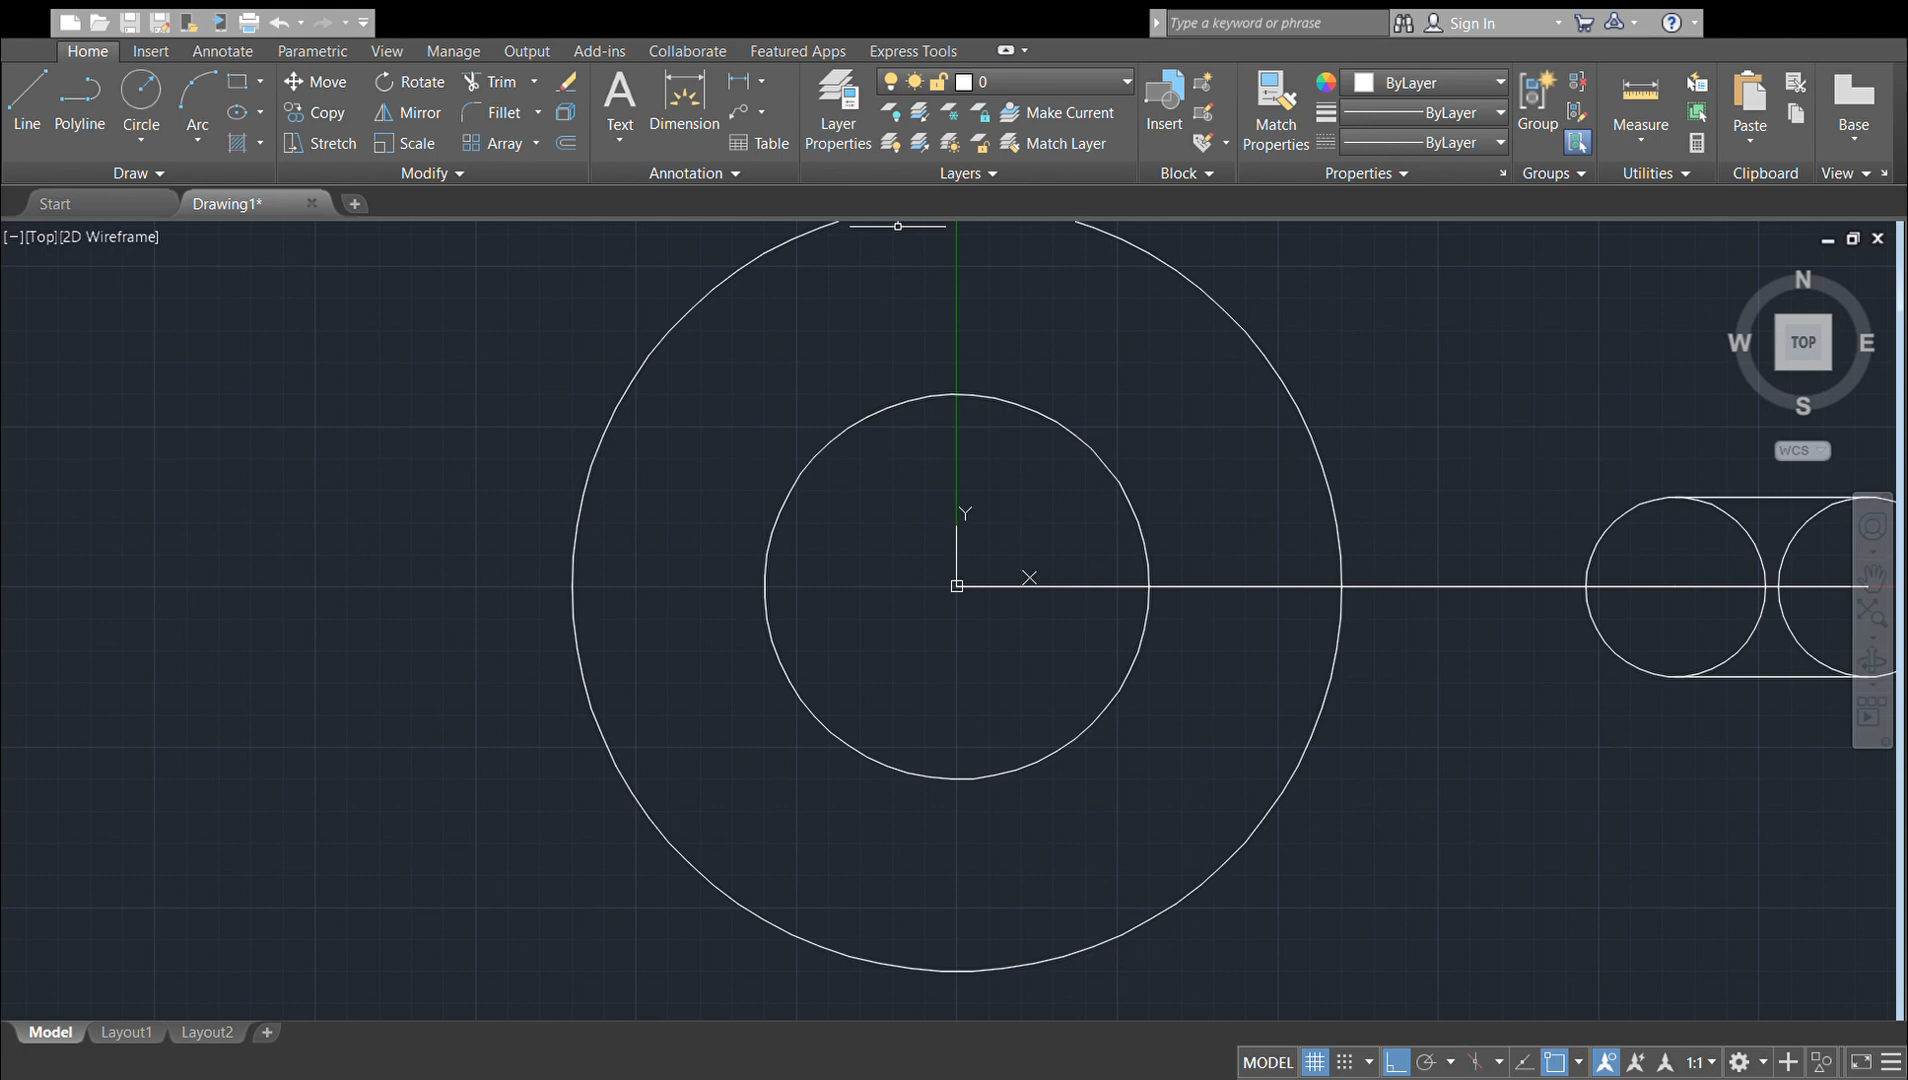 Type a keyword or phrase Sign In
Home Insert Annotate Parametric View Manage Output Add-ins Collaborate Featured Apps Express Tools
Move Rotate Trim 0 ByLayer
Copy Mirror Fillet Make Current ByLayer
Line Polyline Circle Arc Text Dimension Layer Properties Insert Match Properties Group Measure Paste Base
Stretch Scale Array Table Match Layer ByLayer
Draw Modify Annotation Layers Block Properties Groups Utilities Clipboard View
Start Drawing1*
[−][Top][2D Wireframe]
N
W TOP E
S
WCS
Y
X
Model Layout1 Layout2
MODEL 1:1